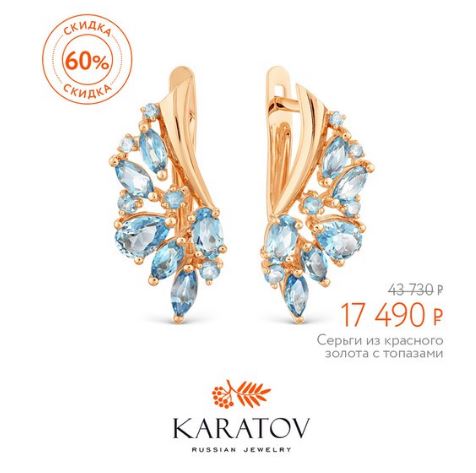 СКИДКА
60%
СКИДКА
43 730 ₽
17 490 ₽
Серьги из красного
золота с топазами
KARATOV
RUSSIAN JEWELRY